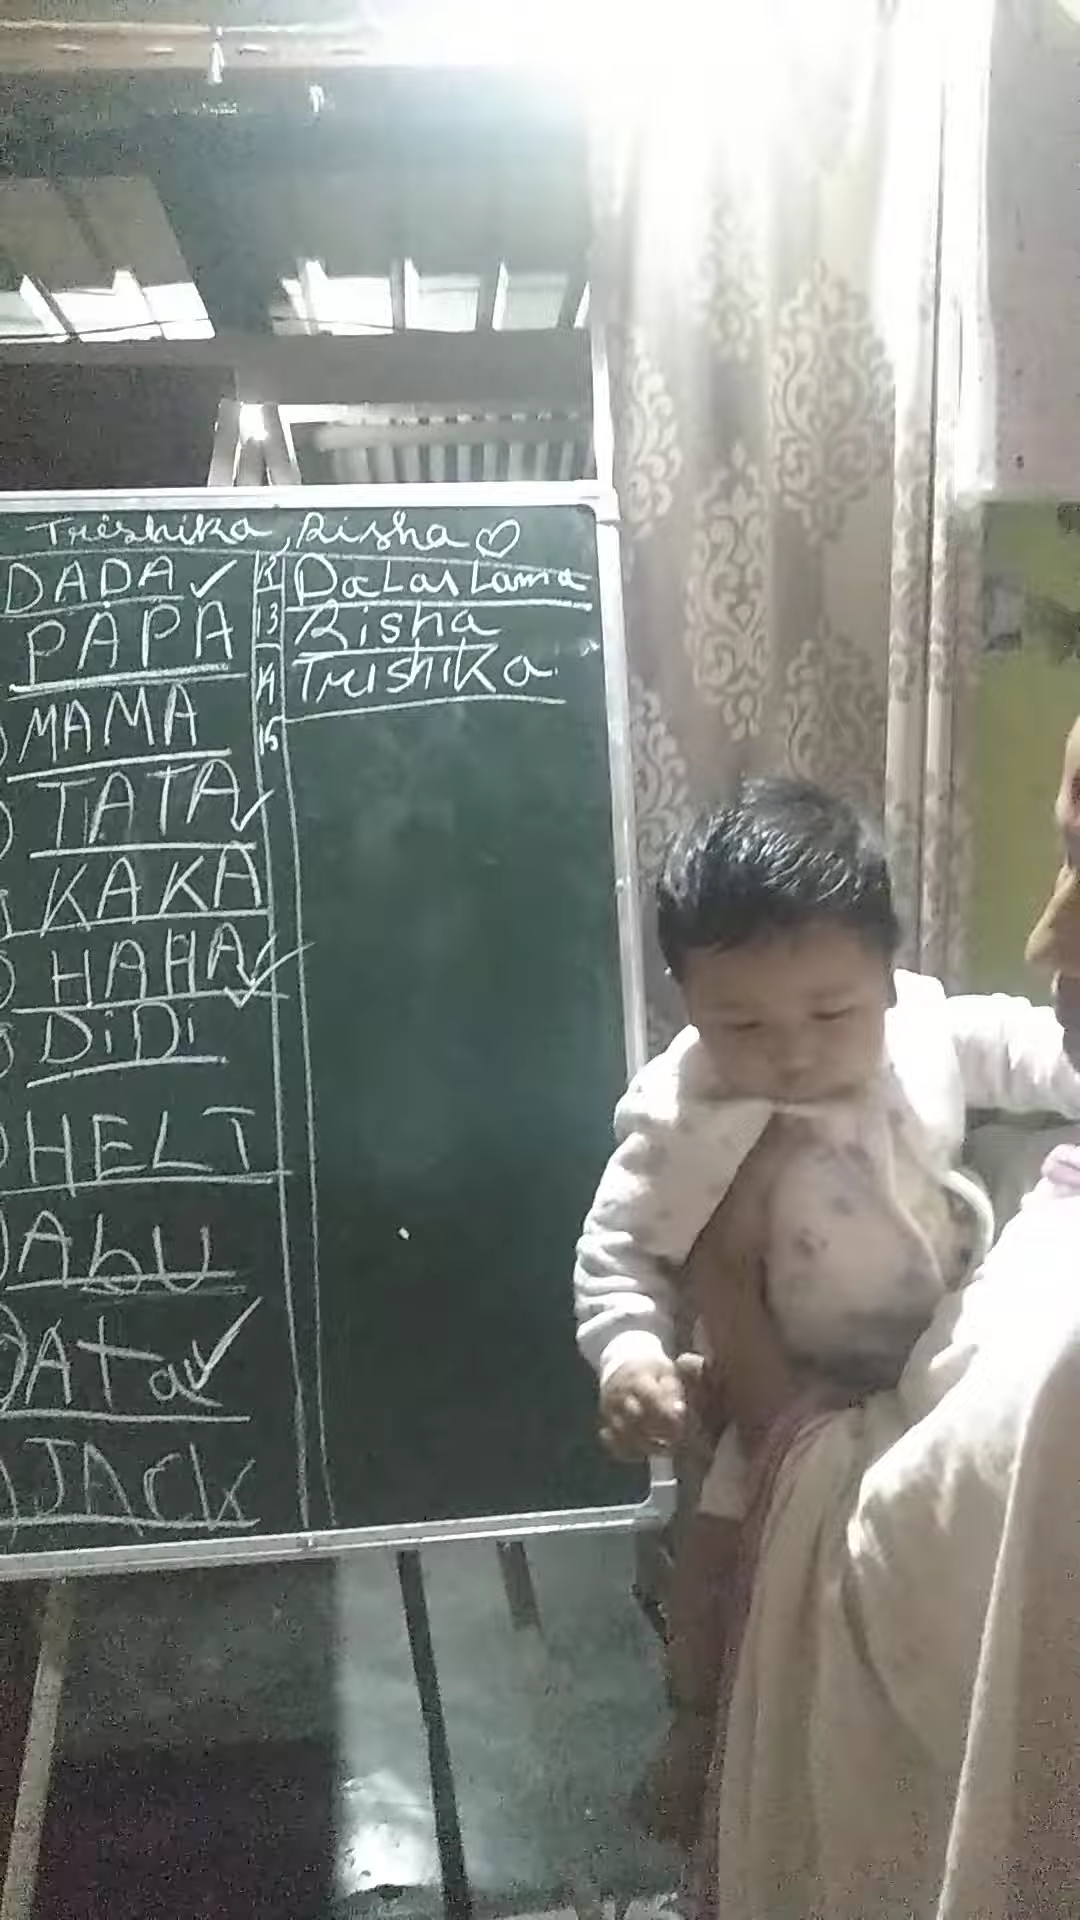 Trishika, Risha ♡
DADA ✓
PAPA
MAMA
TATA ✓
KAKA
HAHA ✓
DiDi
HELT
AbU
ATa ✓
JACK
DaLai Lama
13 Risha
14 Trishika
15